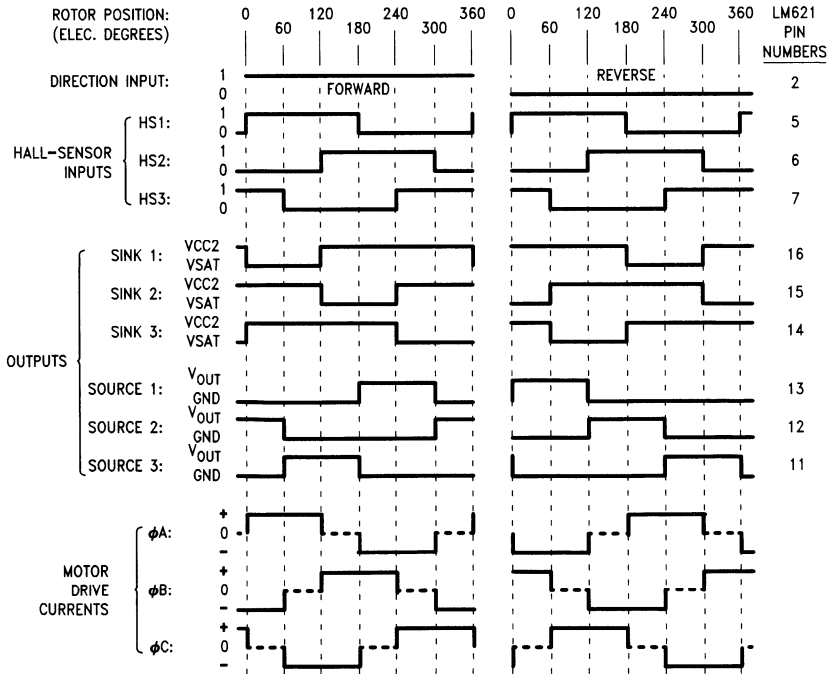 ROTOR POSITION: 0 120 240 360 0 120 240 360 LM621
(ELEC. DEGREES) 60 180 300 60 180 300 PIN
NUMBERS
DIRECTION INPUT: 1 0 FORWARD REVERSE 2
HALL-SENSOR INPUTS
HS1: 1 0 5
HS2: 1 0 6
HS3: 1 0 7
OUTPUTS
SINK 1: VCC2 VSAT 16
SINK 2: VCC2 VSAT 15
SINK 3: VCC2 VSAT 14
SOURCE 1: VOUT GND 13
SOURCE 2: VOUT GND 12
SOURCE 3: VOUT GND 11
MOTOR
DRIVE
CURRENTS
ϕA: + 0 −
ϕB: + 0 −
ϕC: + 0 −